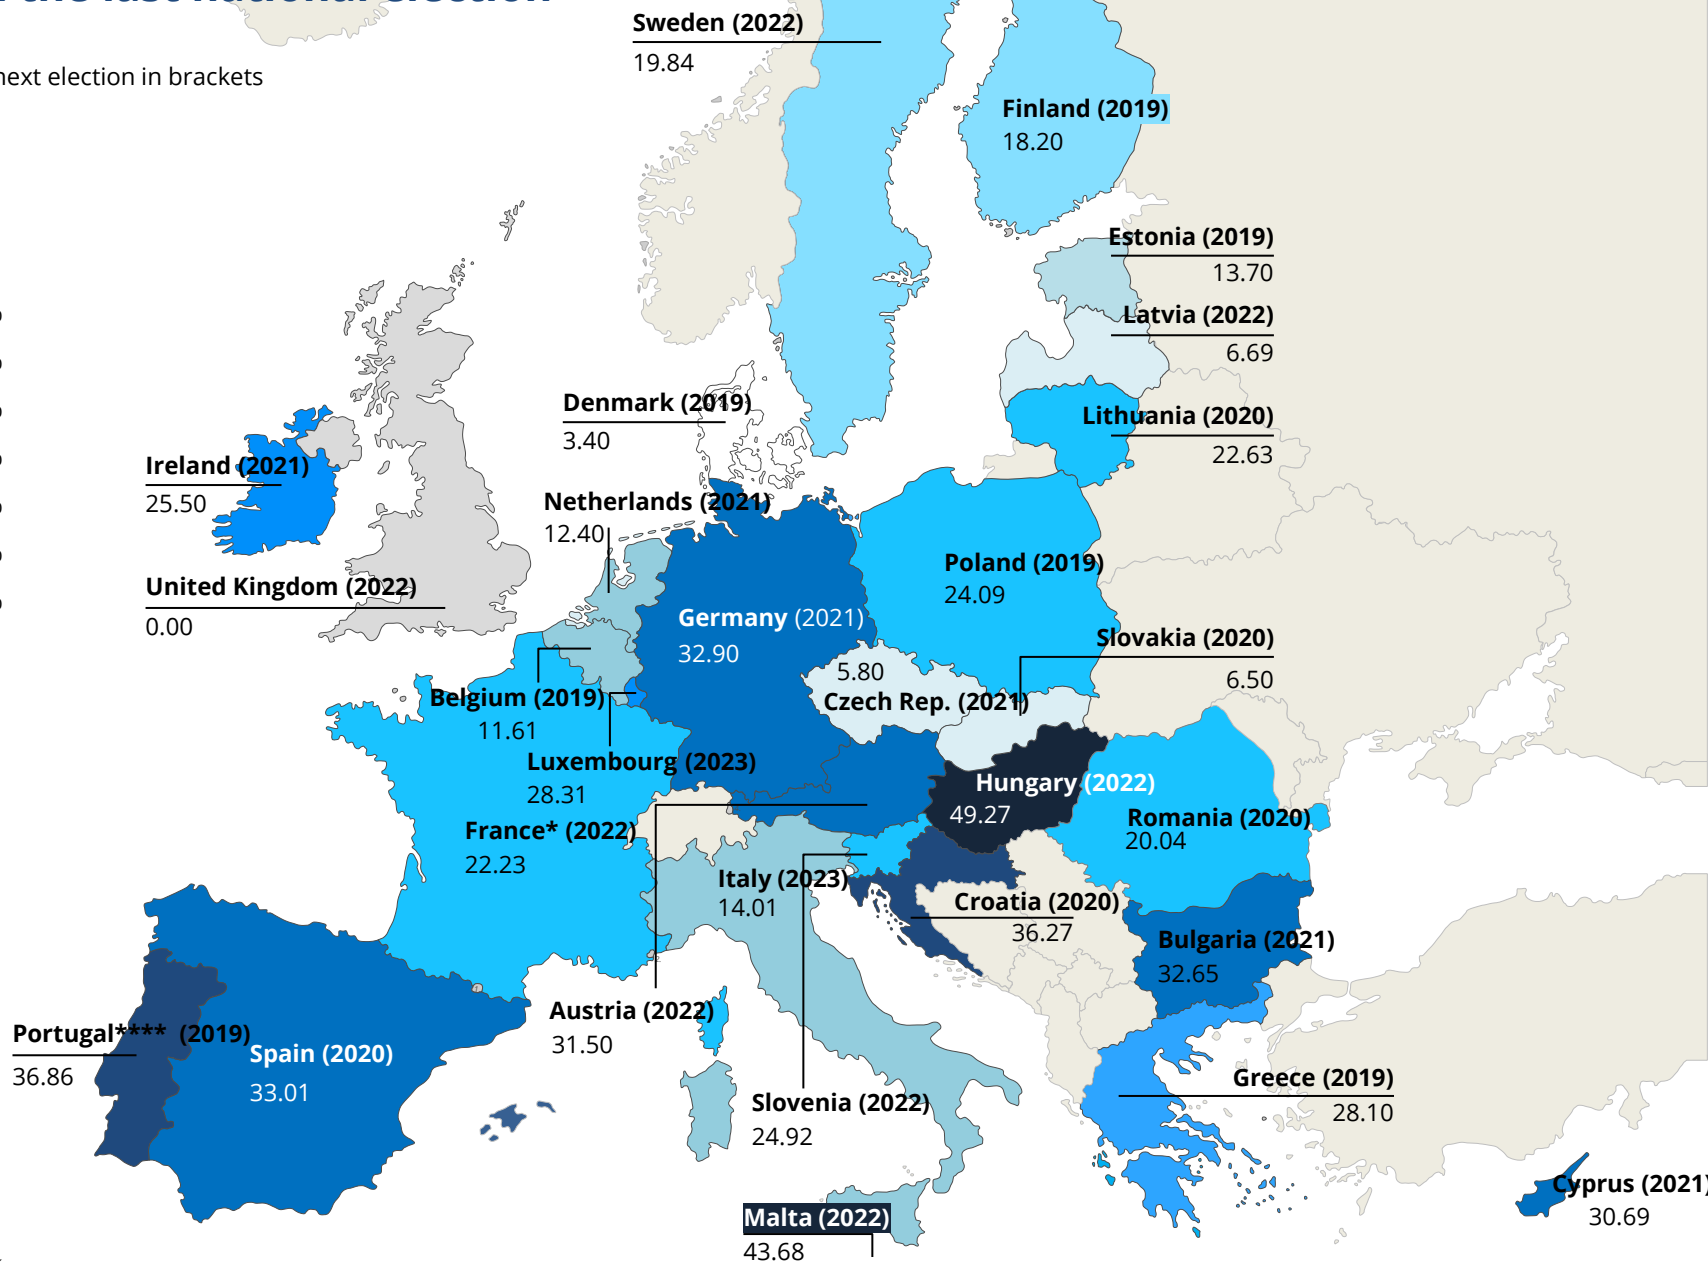 the last national election
next election in brackets
Sweden (2022)
19.84
Finland (2019)
18.20
Estonia (2019)
13.70
Latvia (2022)
6.69
Denmark (2019)
3.40
Lithuania (2020)
22.63
Ireland (2021)
25.50
Netherlands (2021)
12.40
Poland (2019)
24.09
United Kingdom (2022)
0.00
Germany (2021)
32.90
Slovakia (2020)
6.50
5.80
Czech Rep. (2021)
Belgium (2019)
11.61
Luxembourg (2023)
28.31
Hungary (2022)
49.27
France* (2022)
22.23
Romania (2020)
20.04
Italy (2023)
14.01
Croatia (2020)
36.27
Bulgaria (2021)
32.65
Austria (2022)
31.50
Portugal**** (2019)
36.86
Spain (2020)
33.01
Greece (2019)
28.10
Slovenia (2022)
24.92
Cyprus (2021)
30.69
Malta (2022)
43.68